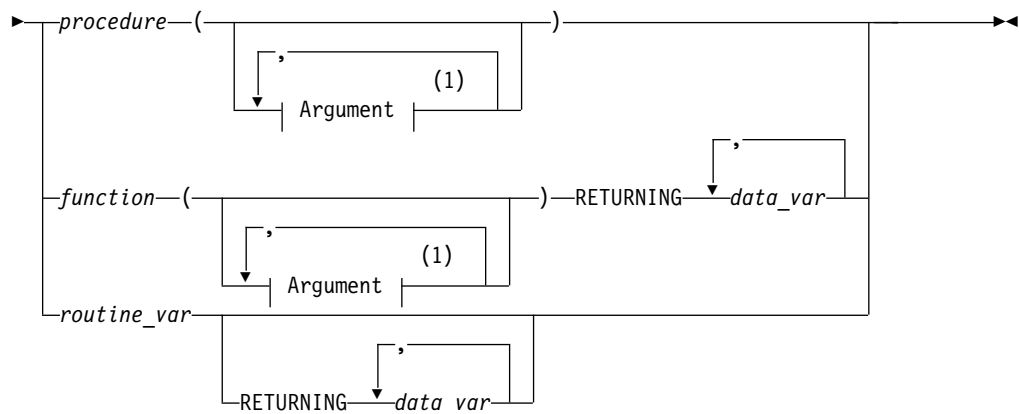 procedure ( )
,
(1)
Argument
,
function ( ) RETURNING data_var
,
(1)
Argument
routine_var
,
RETURNING data_var